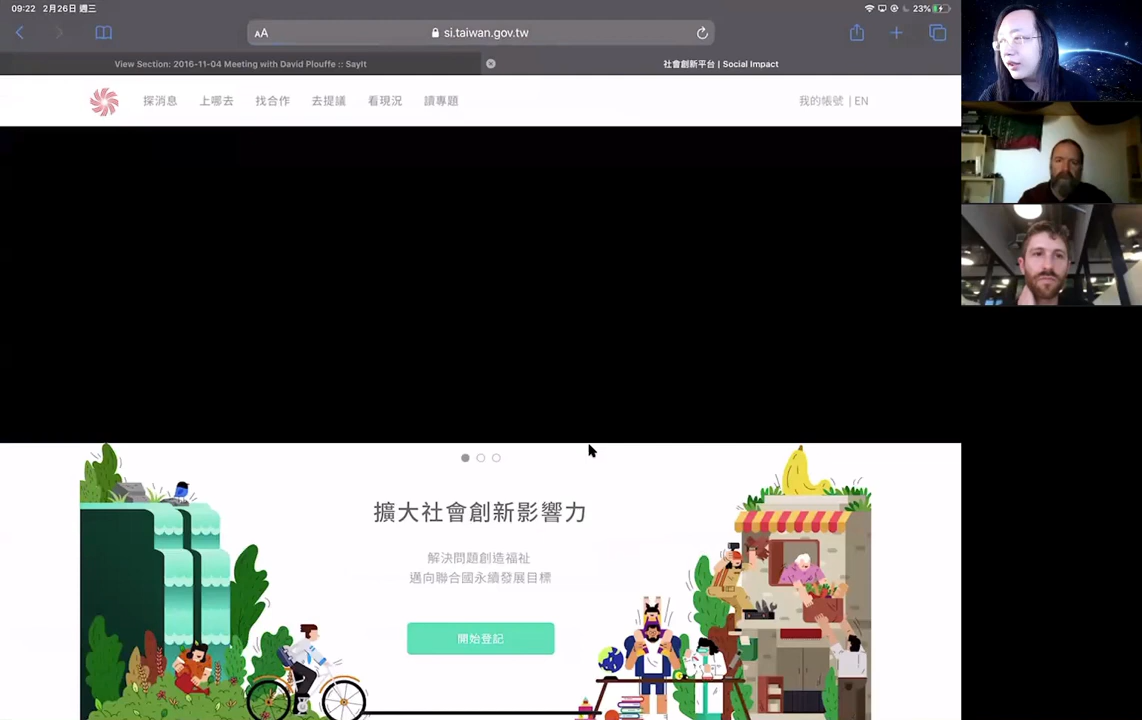 09:22 2月26日 週三
23%
AA
si.taiwan.gov.tw
View Section: 2016-11-04 Meeting with David Plouffe :: SayIt
社會創新平台 | Social Impact
探消息 上哪去 找合作 去提議 看現況 讀專題
我的帳號 | EN
擴大社會創新影響力
解決問題創造福祉
邁向聯合國永續發展目標
開始登記